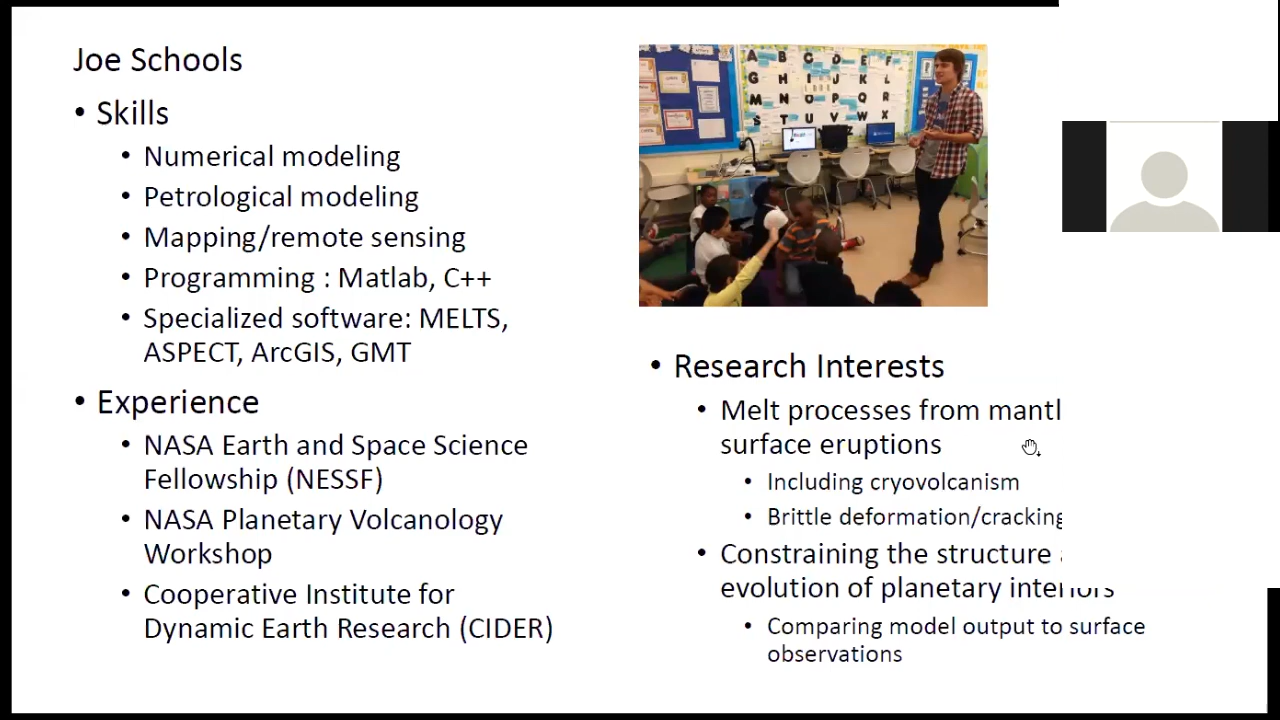 Joe Schools
• Skills
• Numerical modeling
• Petrological modeling
• Mapping/remote sensing
• Programming : Matlab, C++
• Specialized software: MELTS,
ASPECT, ArcGIS, GMT
• Experience
• NASA Earth and Space Science
Fellowship (NESSF)
• NASA Planetary Volcanology
Workshop
• Cooperative Institute for
Dynamic Earth Research (CIDER)
A B C D E F
G H I J K L
M N O P Q R
S T U V W X
Y Z
• Research Interests
• Melt processes from
surface eruptions
• Including cryovolcanism
• Brittle deformation/cracking
• Constraining the structure
evolution of planetary interiors
• Comparing model output to surface
observations